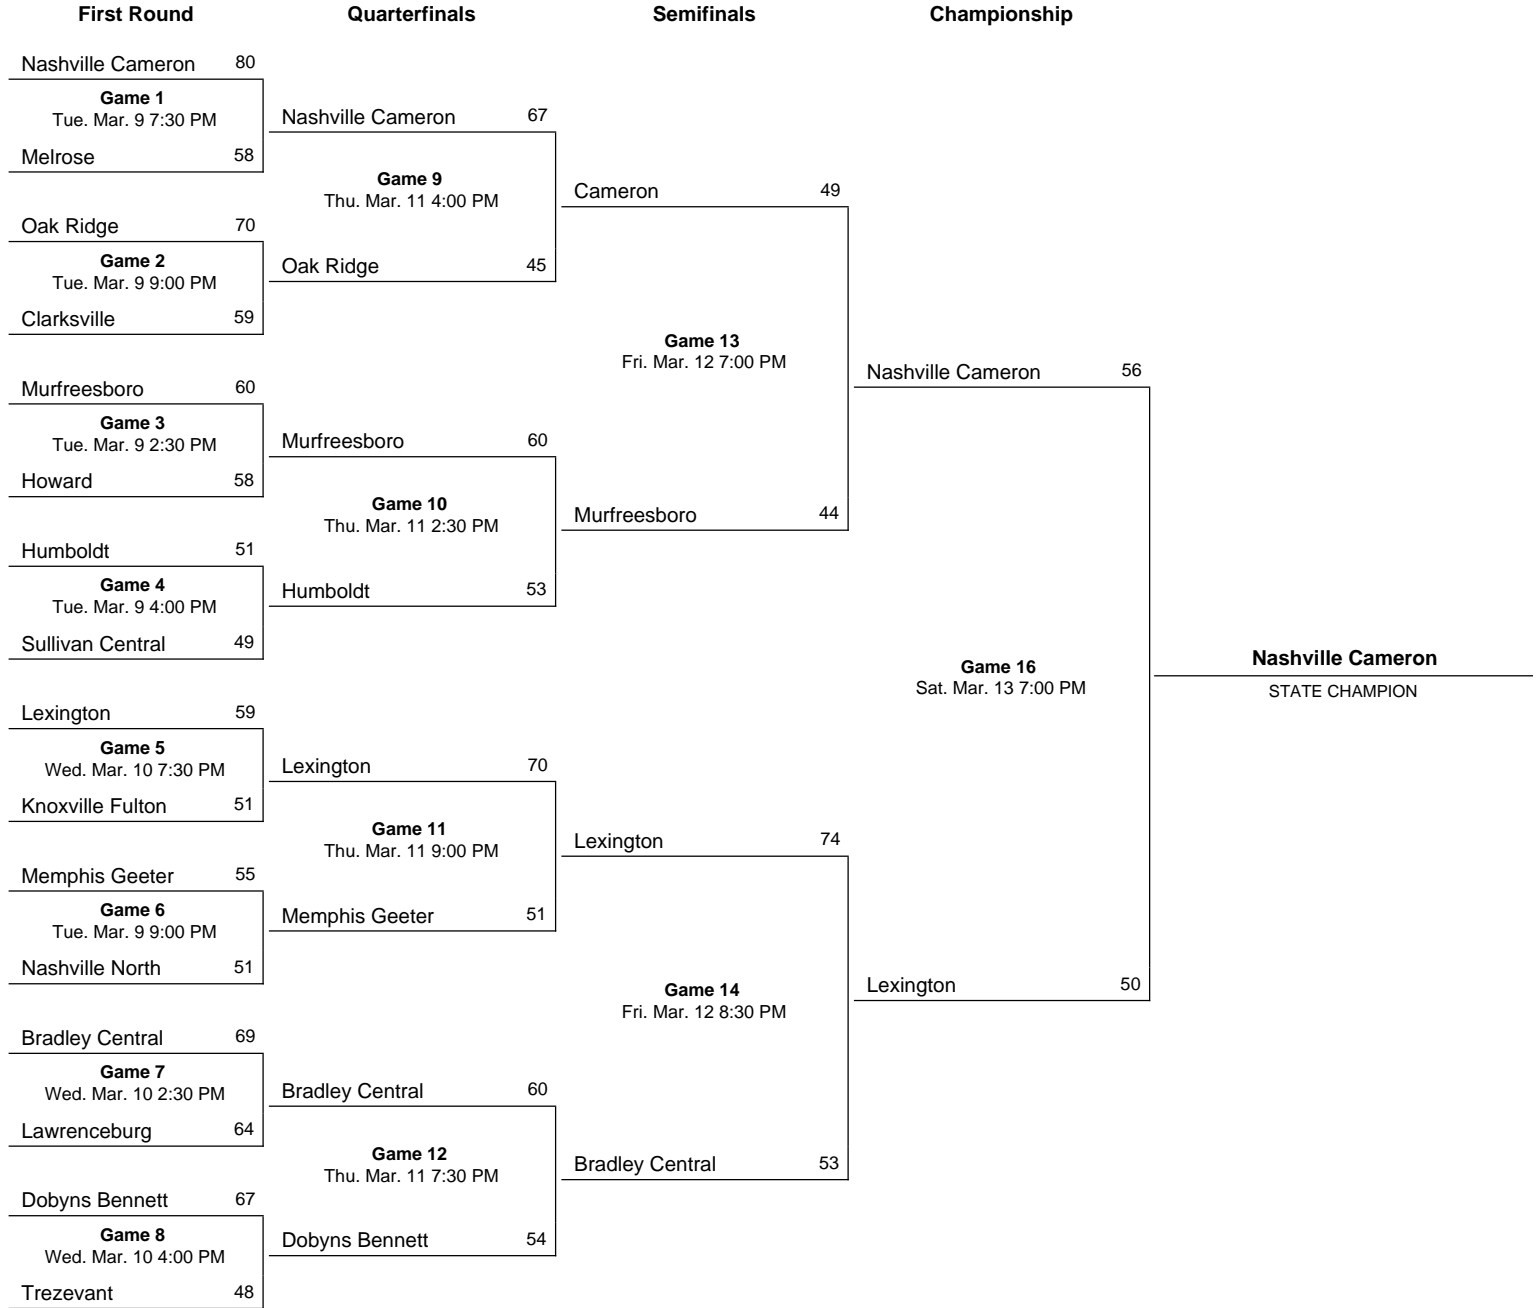 First Round Quarterfinals Semifinals Championship
Nashville Cameron 80
Game 1
Tue. Mar. 9 7:30 PM
Melrose 58
Oak Ridge 70
Game 2
Tue. Mar. 9 9:00 PM
Clarksville 59
Murfreesboro 60
Game 3
Tue. Mar. 9 2:30 PM
Howard 58
Humboldt 51
Game 4
Tue. Mar. 9 4:00 PM
Sullivan Central 49
Lexington 59
Game 5
Wed. Mar. 10 7:30 PM
Knoxville Fulton 51
Memphis Geeter 55
Game 6
Tue. Mar. 9 9:00 PM
Nashville North 51
Bradley Central 69
Game 7
Wed. Mar. 10 2:30 PM
Lawrenceburg 64
Dobyns Bennett 67
Game 8
Wed. Mar. 10 4:00 PM
Trezevant 48
Nashville Cameron 67
Game 9
Thu. Mar. 11 4:00 PM
Oak Ridge 45
Murfreesboro 60
Game 10
Thu. Mar. 11 2:30 PM
Humboldt 53
Lexington 70
Game 11
Thu. Mar. 11 9:00 PM
Memphis Geeter 51
Bradley Central 60
Game 12
Thu. Mar. 11 7:30 PM
Dobyns Bennett 54
Cameron 49
Game 13
Fri. Mar. 12 7:00 PM
Murfreesboro 44
Lexington 74
Game 14
Fri. Mar. 12 8:30 PM
Bradley Central 53
Nashville Cameron 56
Game 16
Sat. Mar. 13 7:00 PM
Lexington 50
Nashville Cameron
STATE CHAMPION